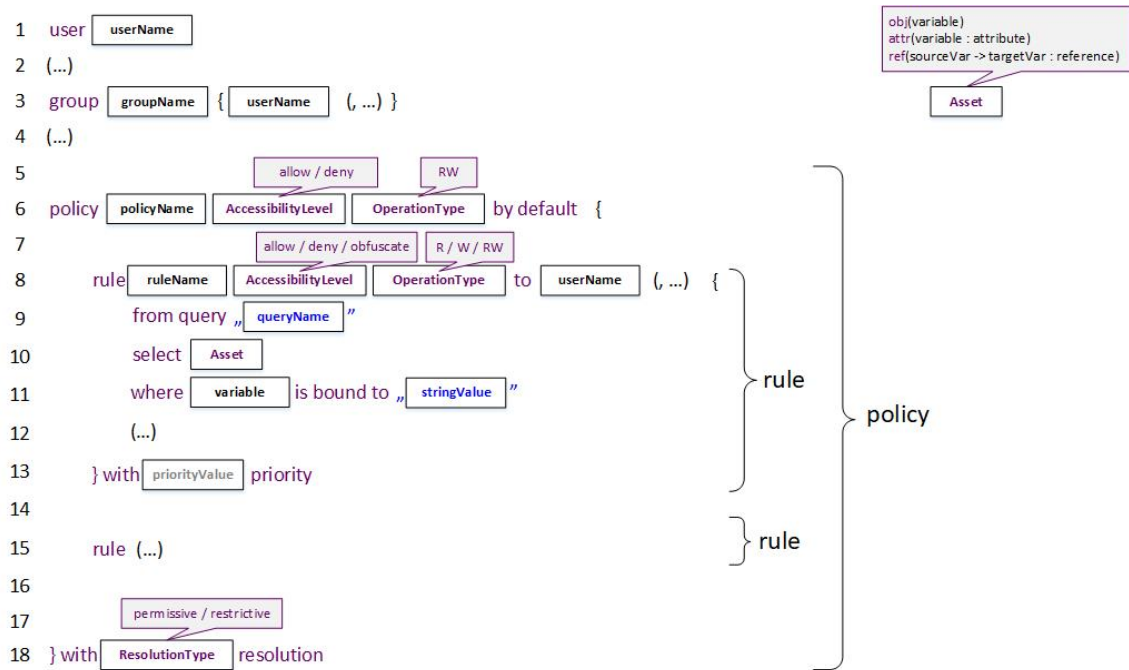 1 user userName
obj(variable)
attr(variable : attribute)
ref(sourceVar -> targetVar : reference)
2 (...)
3 group groupName { userName (, ...) }
Asset
4 (...)
5
allow / deny RW
6 policy policyName AccessibilityLevel OperationType by default {
7
allow / deny / obfuscate R / W / RW
8 rule ruleName AccessibilityLevel OperationType to userName (, ...) {
9 from query „ queryName ”
10 select Asset
11 where variable is bound to „ stringValue ”
rule
policy
12 (...)
13 } with priorityValue priority
14
15 rule (...)
rule
16
17
permissive / restrictive
18 } with ResolutionType resolution